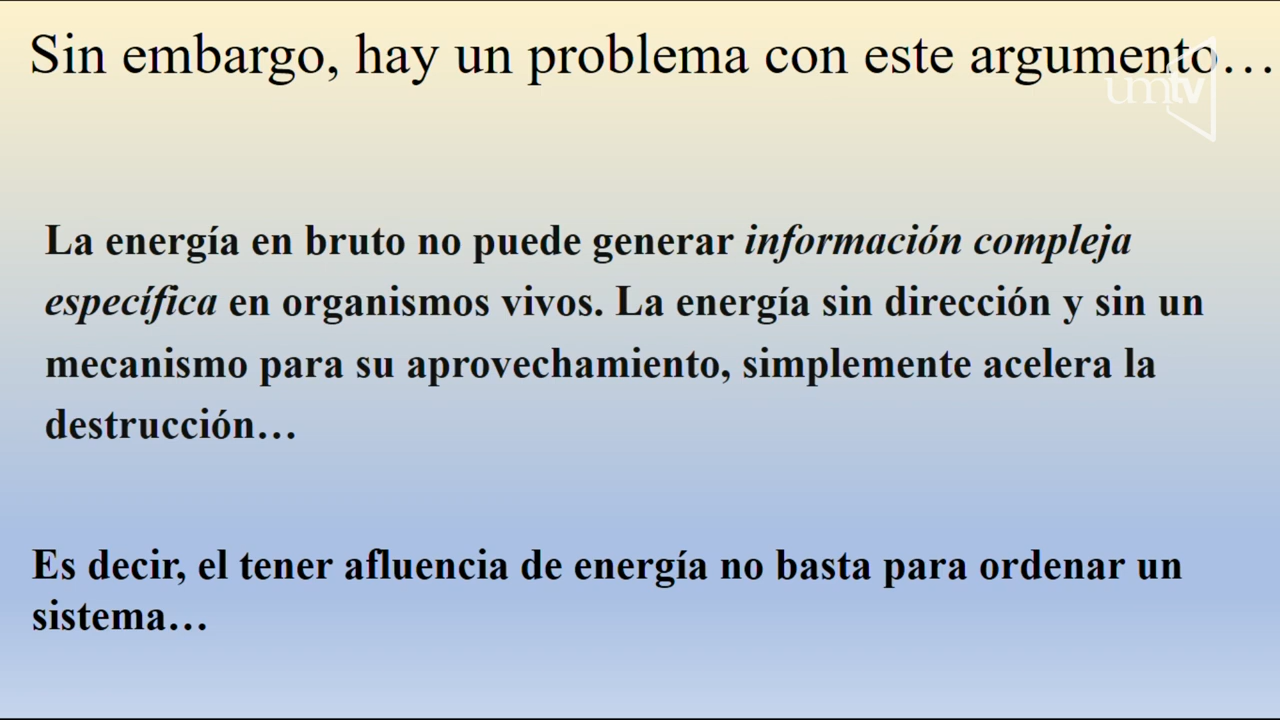 Sin embargo, hay un problema con este argumento…
umtv
La energía en bruto no puede generar información compleja
específica en organismos vivos. La energía sin dirección y sin un
mecanismo para su aprovechamiento, simplemente acelera la
destrucción…
Es decir, el tener afluencia de energía no basta para ordenar un
sistema…